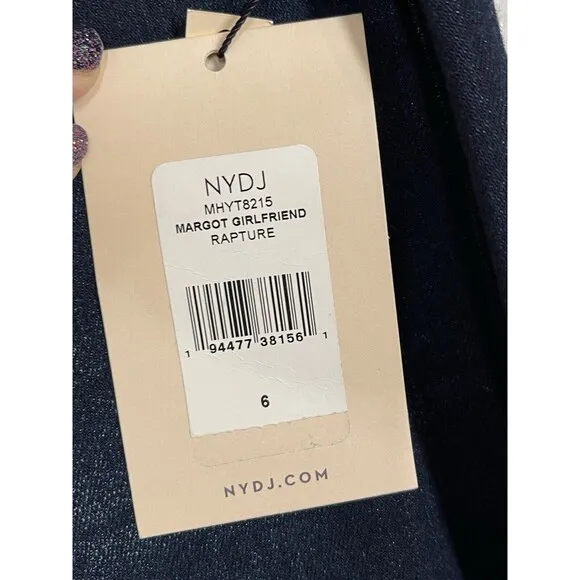 NYDJ
MHYT8215
MARGOT GIRLFRIEND
RAPTURE
1 94477 38156 1
6
NYDJ.COM